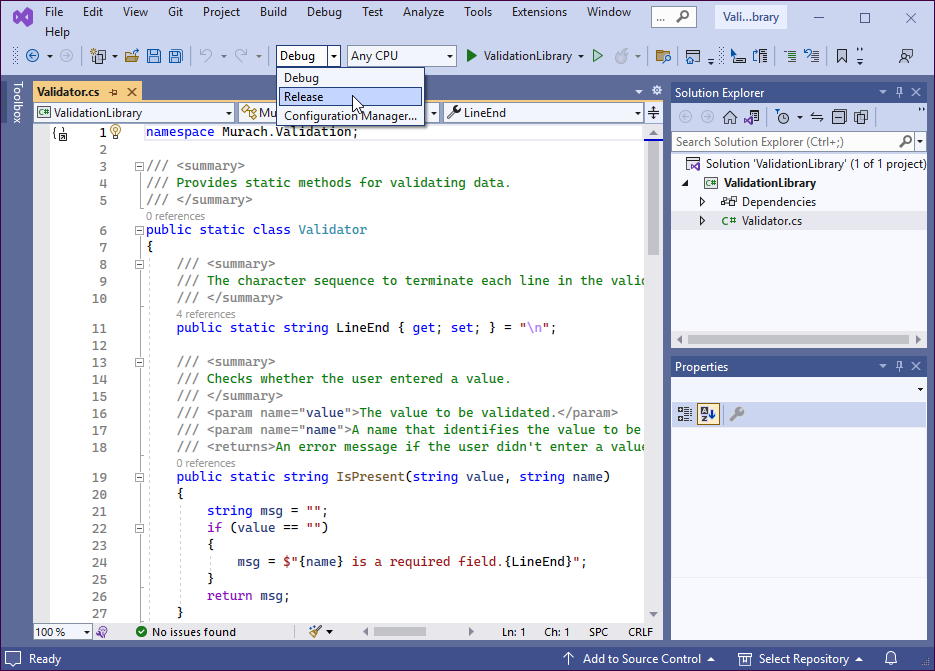 File Edit View Git Project Build Debug Test Analyze Tools Extensions Window ... Vali...brary
Help
Debug Any CPU ValidationLibrary
Debug
Release
Configuration Manager...
Toolbox
Validator.cs
ValidationLibrary Mu LineEnd
1 namespace Murach.Validation;
2
3 /// <summary>
4 /// Provides static methods for validating data.
5 /// </summary>
0 references
6 public static class Validator
7 {
8 /// <summary>
9 /// The character sequence to terminate each line in the valid
10 /// </summary>
4 references
11 public static string LineEnd { get; set; } = "\n";
12
13 /// <summary>
14 /// Checks whether the user entered a value.
15 /// </summary>
16 /// <param name="value">The value to be validated.</param>
17 /// <param name="name">A name that identifies the value to be
18 /// <returns>An error message if the user didn't enter a value
0 references
19 public static string IsPresent(string value, string name)
20 {
21 string msg = "";
22 if (value == "")
23 {
24 msg = $"{name} is a required field.{LineEnd}";
25 }
26 return msg;
27 }
100 % No issues found Ln: 1 Ch: 1 SPC CRLF
Solution Explorer
Search Solution Explorer (Ctrl+;)
Solution 'ValidationLibrary' (1 of 1 project)
C# ValidationLibrary
Dependencies
C# Validator.cs
Properties
Ready Add to Source Control Select Repository